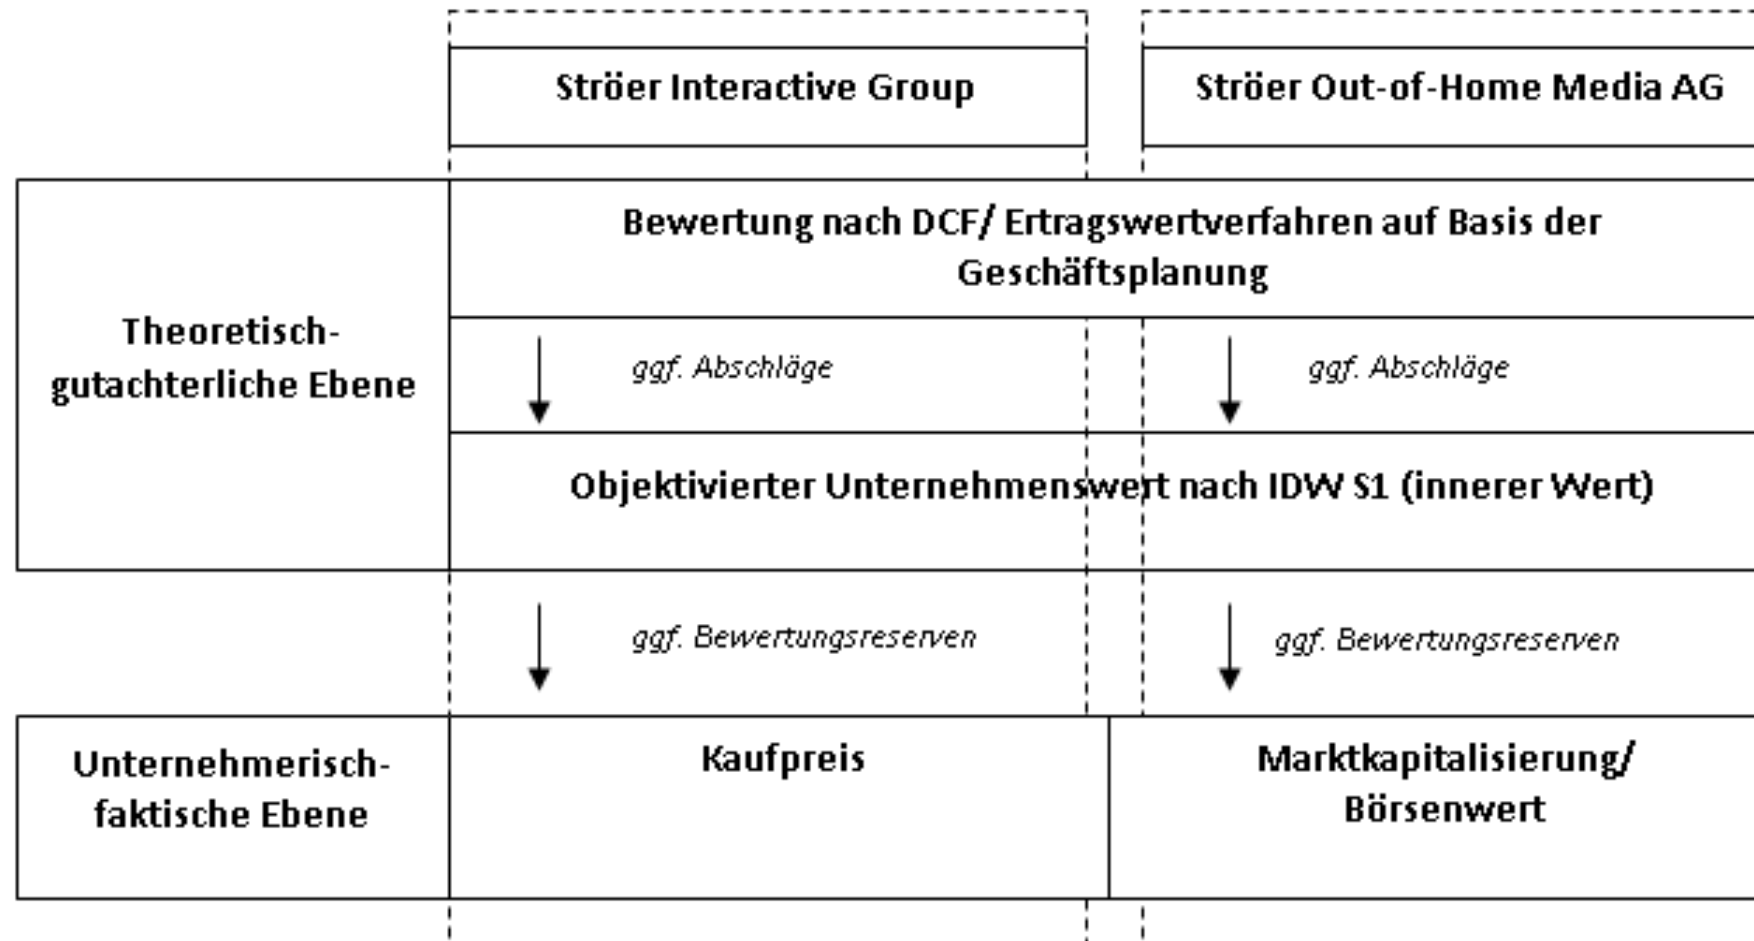 Ströer Interactive Group
Ströer Out-of-Home Media AG
Bewertung nach DCF/ Ertragswertverfahren auf Basis der
Geschäftsplanung
Theoretisch-
gutachterliche Ebene
ggf. Abschläge
ggf. Abschläge
Objektivierter Unternehmenswert nach IDW S1 (innerer Wert)
ggf. Bewertungsreserven
ggf. Bewertungsreserven
Unternehmerisch-
faktische Ebene
Kaufpreis
Marktkapitalisierung/
Börsenwert